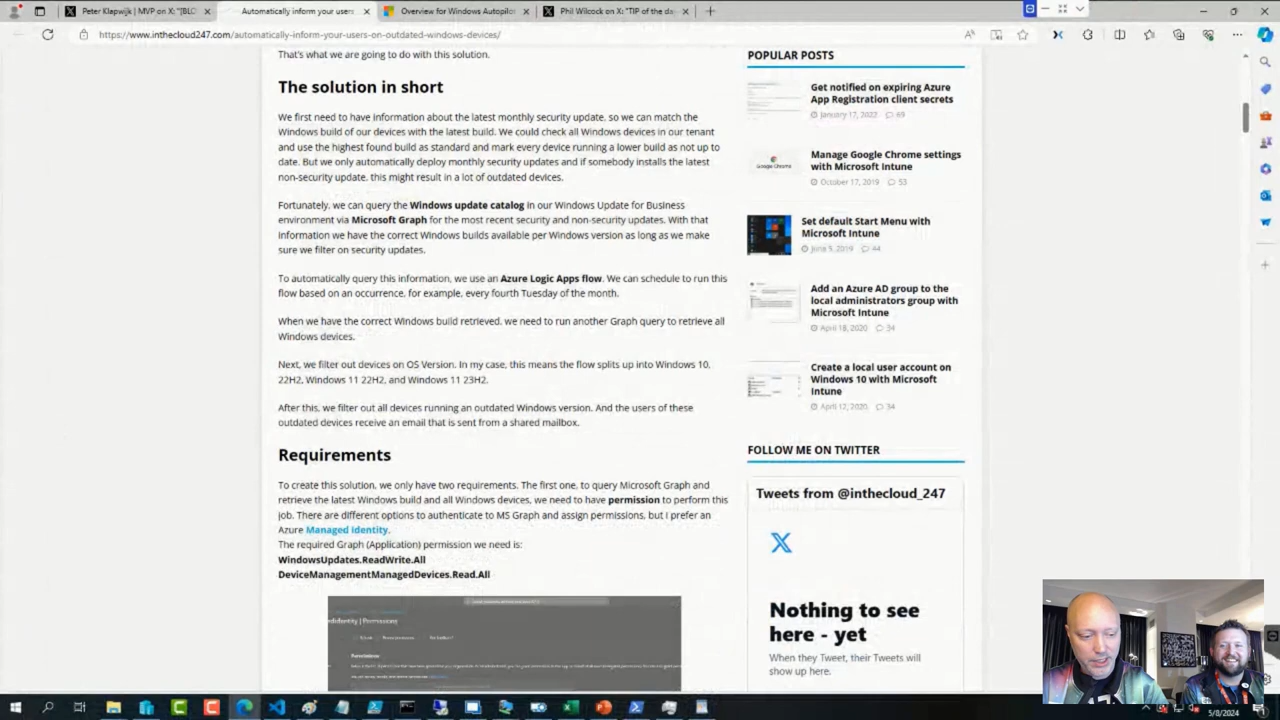 Peter Klapwijk | MVP on X: "[BLO
Automatically inform your users
Overview for Windows Autopilo
Phil Wilcock on X: "TIP of the da
https://www.inthecloud247.com/automatically-inform-your-users-on-outdated-windows-devices/
That's what we are going to do with this solution.
The solution in short
We first need to have information about the latest monthly security update, so we can match the
Windows build of our devices with the latest build. We could check all Windows devices in our tenant
and use the highest found build as standard and mark every device running a lower build as not up to
date. But we only automatically deploy monthly security updates and if somebody installs the latest
non-security update, this might result in a lot of outdated devices.
Fortunately, we can query the Windows update catalog in our Windows Update for Business
environment via Microsoft Graph for the most recent security and non-security updates. With that
information we have the correct Windows builds available per Windows version as long as we make
sure we filter on security updates.
To automatically query this information, we use an Azure Logic Apps flow. We can schedule to run this
flow based on an occurrence, for example, every fourth Tuesday of the month.
When we have the correct Windows build retrieved, we need to run another Graph query to retrieve all
Windows devices.
Next, we filter out devices on OS Version. In my case, this means the flow splits up into Windows 10,
22H2, Windows 11 22H2, and Windows 11 23H2.
After this, we filter out all devices running an outdated Windows version. And the users of these
outdated devices receive an email that is sent from a shared mailbox.
Requirements
To create this solution, we only have two requirements. The first one, to query Microsoft Graph and
retrieve the latest Windows build and all Windows devices, we need to have permission to perform this
job. There are different options to authenticate to MS Graph and assign permissions, but I prefer an
Azure Managed Identity.
The required Graph (Application) permission we need is:
WindowsUpdates.ReadWrite.All
DeviceManagementManagedDevices.Read.All
Permissions
POPULAR POSTS
Get notified on expiring Azure
App Registration client secrets
January 17, 2022 69
Google Chrome
Manage Google Chrome settings
with Microsoft Intune
October 17, 2019 53
Set default Start Menu with
Microsoft Intune
June 5, 2019 44
Add an Azure AD group to the
local administrators group with
Microsoft Intune
April 18, 2020 34
Create a local user account on
Windows 10 with Microsoft
Intune
April 12, 2020 34
FOLLOW ME ON TWITTER
Tweets from @inthecloud_247
Nothing to see
here - yet
When they Tweet, their Tweets will
show up here.
5/8/2024